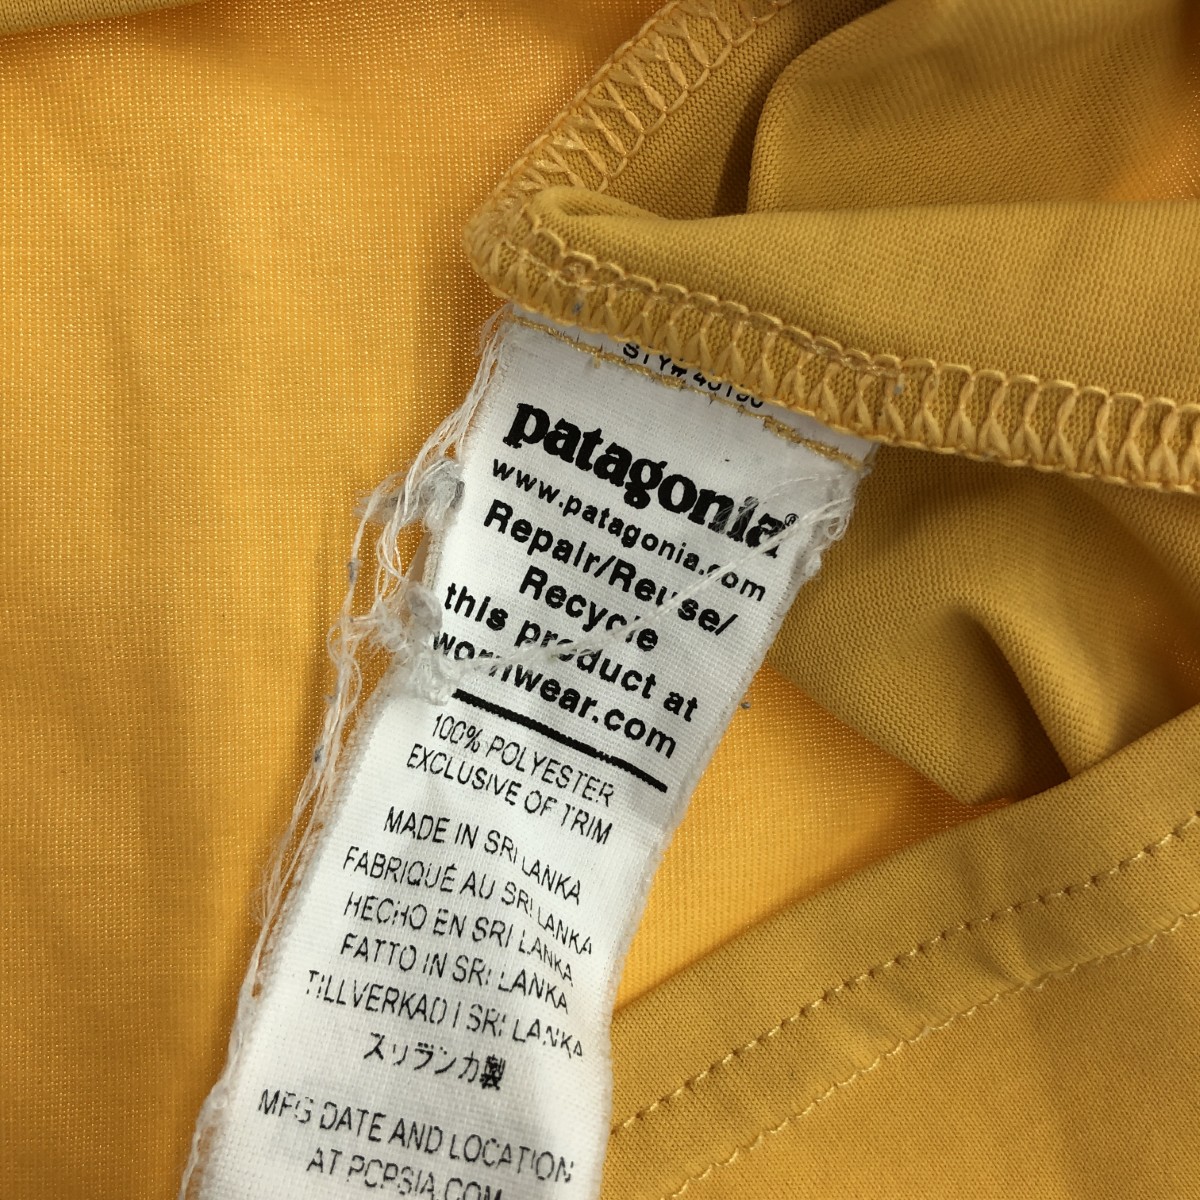 patagonia®
www.patagonia.com
Repair/Reuse/
Recycle
this product at
wornwear.com
100% POLYESTER
EXCLUSIVE OF TRIM
MADE IN SRI LANKA
FABRIQUÉ AU SRI LANKA
HECHO EN SRI LANKA
FATTO IN SRI LANKA
TILLVERKAD I SRI LANKA
スリランカ製
MFG DATE AND LOCATION
AT PCPSIA.COM